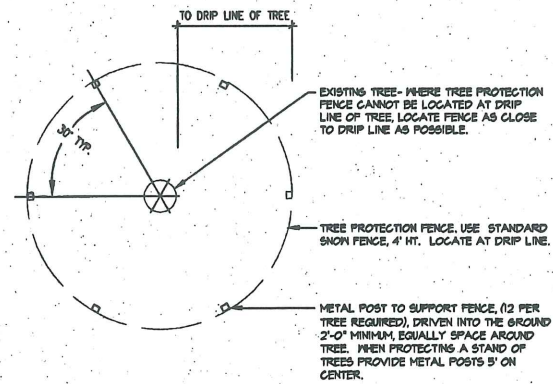 TO DRIP LINE OF TREE
30° TYP.
EXISTING TREE- WHERE TREE PROTECTION
FENCE CANNOT BE LOCATED AT DRIP
LINE OF TREE, LOCATE FENCE AS CLOSE
TO DRIP LINE AS POSSIBLE.
TREE PROTECTION FENCE. USE STANDARD
SNOW FENCE, 4' HT. LOCATE AT DRIP LINE.
METAL POST TO SUPPORT FENCE, (12 PER
TREE REQUIRED), DRIVEN INTO THE GROUND
2'-0" MINIMUM, EQUALLY SPACE AROUND
TREE. WHEN PROTECTING A STAND OF
TREES PROVIDE METAL POSTS 5' ON
CENTER.